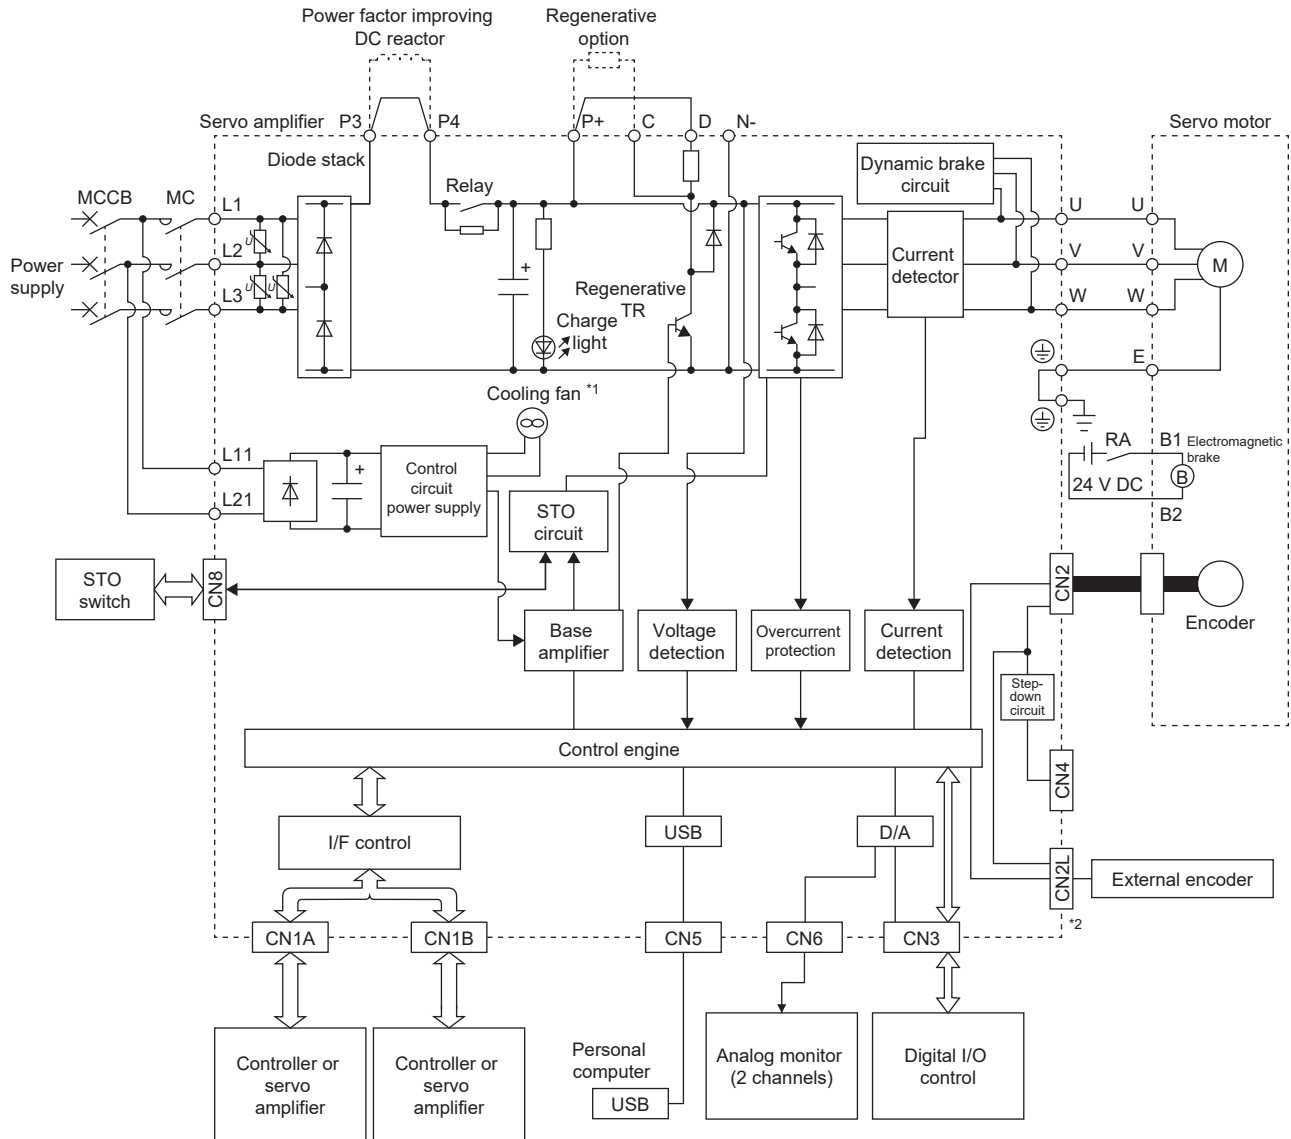 Power factor improving
DC reactor
Regenerative
option
Servo amplifier
P3
P4
P+
C
D
N-
Servo motor
Diode stack
Dynamic brake
circuit
MCCB
MC
L1
Relay
U
U
L2
Current
detector
V
V
M
Power
supply
L3
+
Regenerative
TR
W
W
U
U
U
Charge
light
E
Cooling fan *1
L11
+
Control
circuit
power supply
RA
B1
Electromagnetic
brake
B
24 V DC
B2
L21
STO
circuit
STO
switch
CN8
CN2
Encoder
Base
amplifier
Voltage
detection
Overcurrent
protection
Current
detection
Step-
down
circuit
Control engine
CN4
I/F control
USB
D/A
CN2L
External encoder
*2
CN1A
CN1B
CN5
CN6
CN3
Controller or
servo
amplifier
Controller or
servo
amplifier
Personal
computer
USB
Analog monitor
(2 channels)
Digital I/O
control